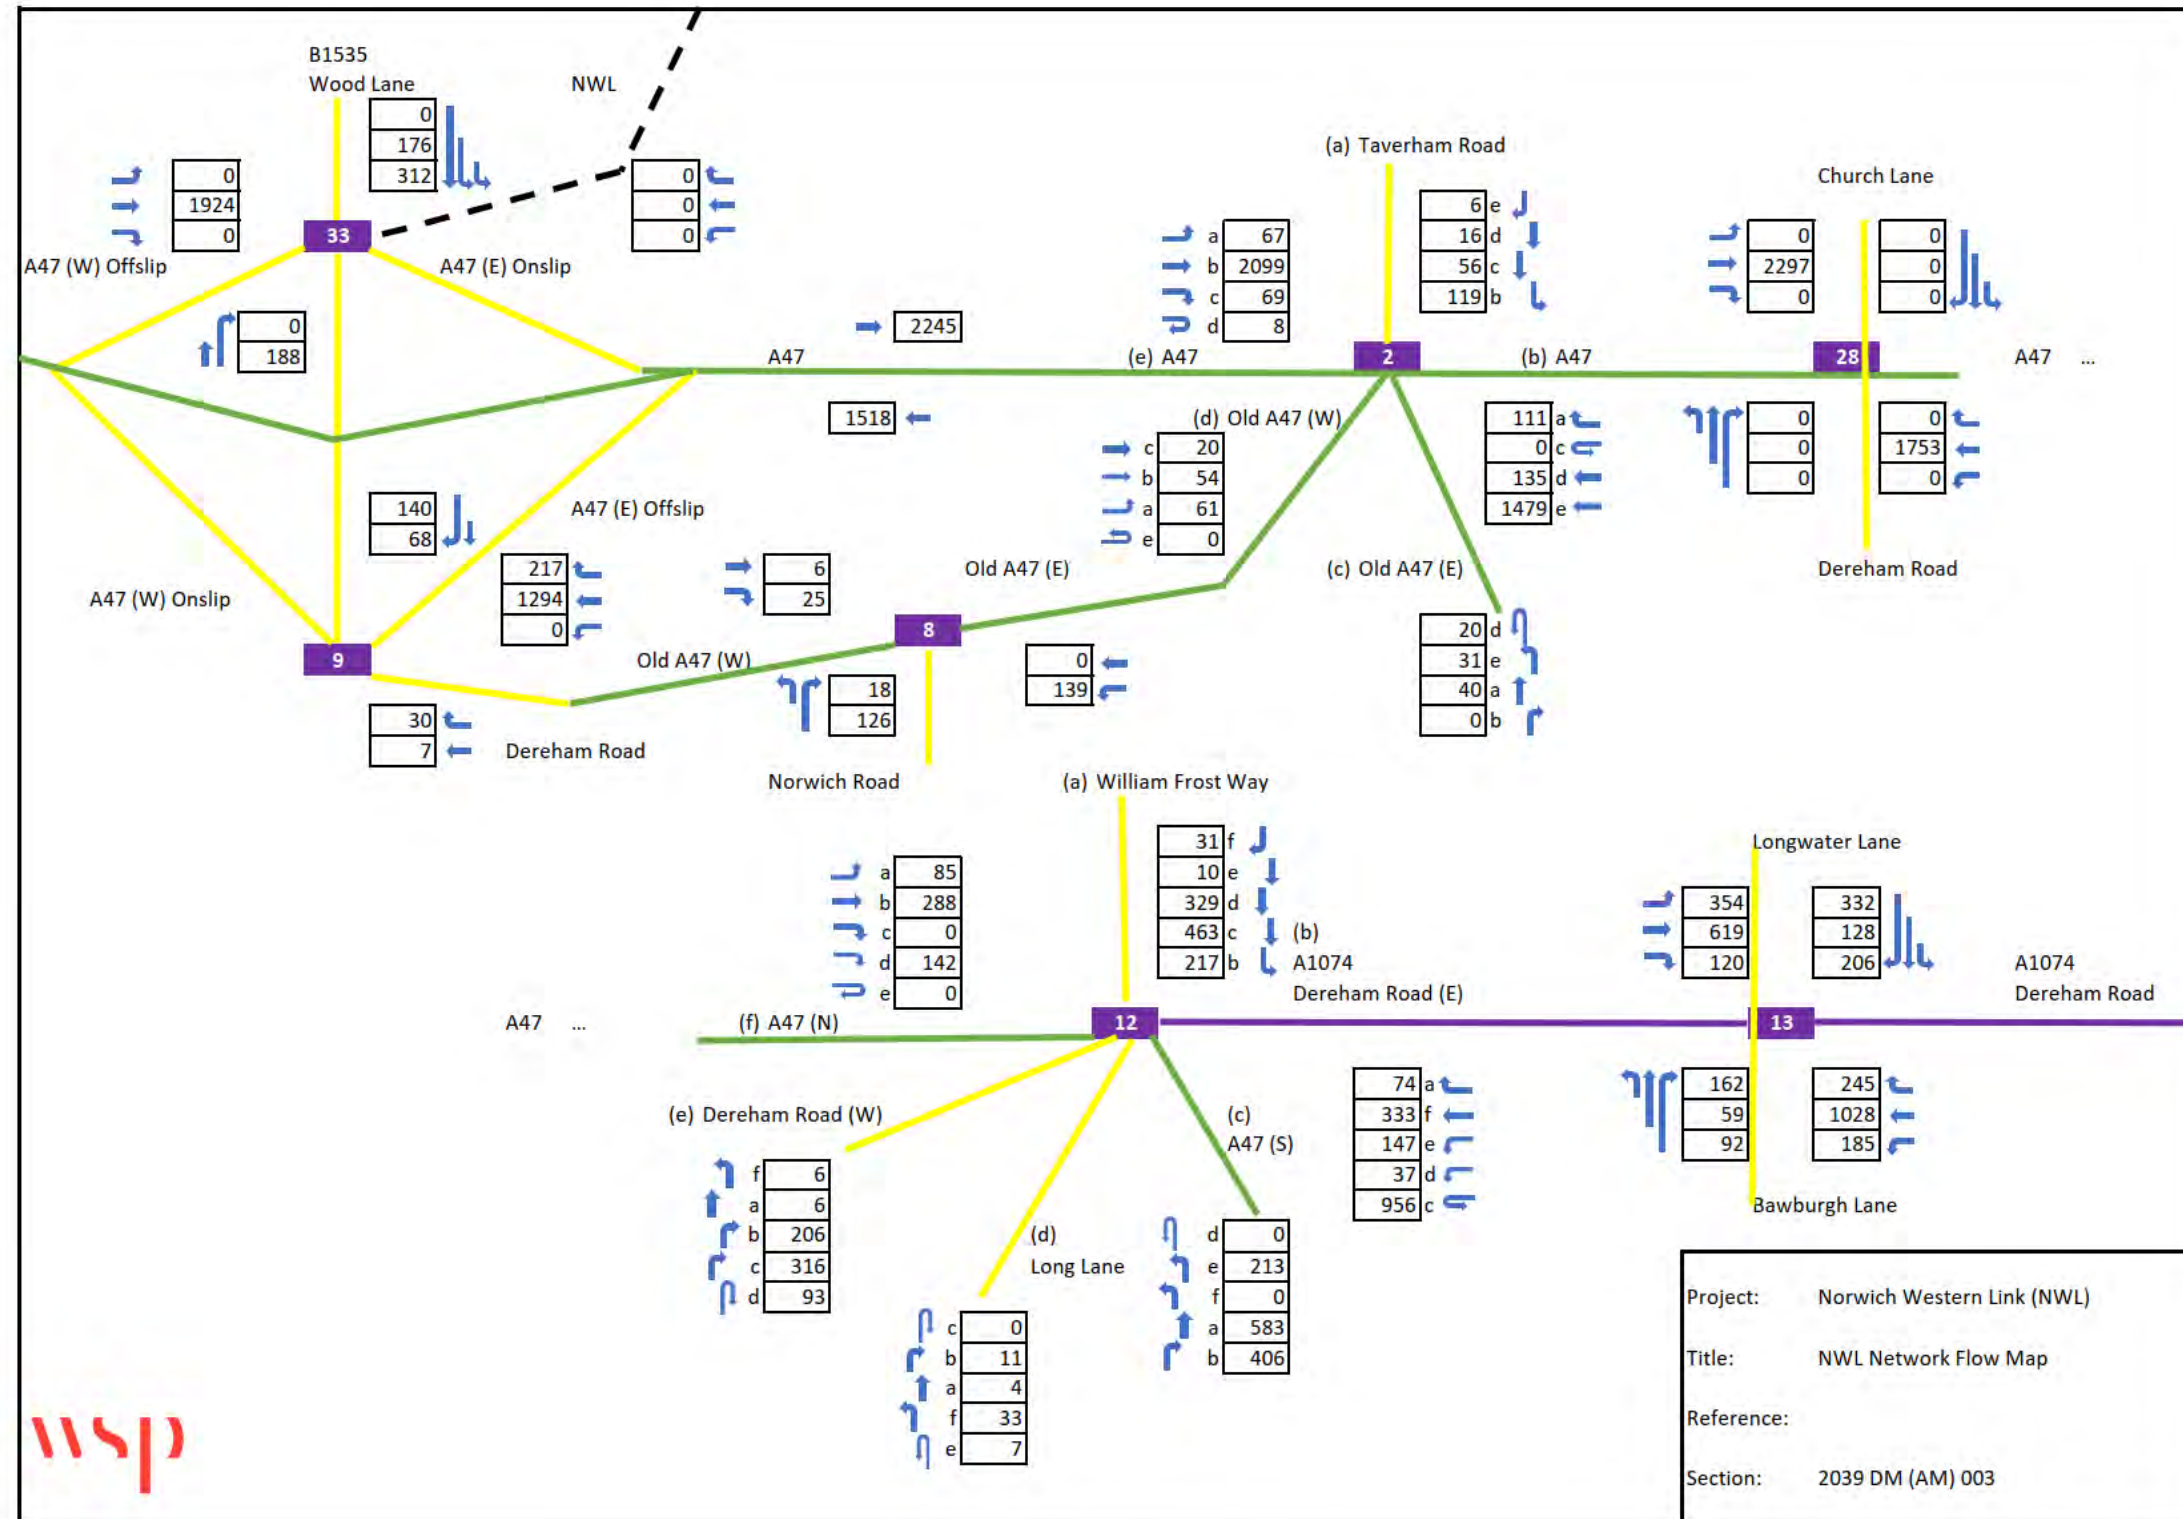 B1535
Wood Lane
NWL
0
176
312
0
1924
0
33
0
0
0
A47 (W) Offslip
A47 (E) Onslip
0
188
2245
A47
1518
140
68
A47 (E) Offslip
A47 (W) Onslip
217
1294
0
9
30
7
Dereham Road
Old A47 (W)
6
25
8
Old A47 (E)
18
126
0
139
Norwich Road
(a) Taverham Road
a 67
b 2099
c 69
d 8
6 e
16 d
56 c
119 b
(e) A47
2
(b) A47
(d) Old A47 (W)
c 20
b 54
a 61
e 0
111 a
0 c
135 d
1479 e
(c) Old A47 (E)
20 d
31 e
40 a
0 b
Church Lane
0
2297
0
0
0
0
28
A47 ...
0
0
0
0
1753
0
Dereham Road
(a) William Frost Way
a 85
b 288
c 0
d 142
e 0
31 f
10 e
329 d
463 c
217 b
(b)
A1074
Dereham Road (E)
A47 ...
(f) A47 (N)
12
(e) Dereham Road (W)
f 6
a 6
b 206
c 316
d 93
(d)
Long Lane
c 0
b 11
a 4
f 33
e 7
(c)
A47 (S)
d 0
e 213
f 0
a 583
b 406
74 a
333 f
147 e
37 d
956 c
Longwater Lane
354
619
120
332
128
206
A1074
Dereham Road
13
162
59
92
245
1028
185
Bawburgh Lane
Project: Norwich Western Link (NWL)
Title: NWL Network Flow Map
Reference:
Section: 2039 DM (AM) 003
wsp